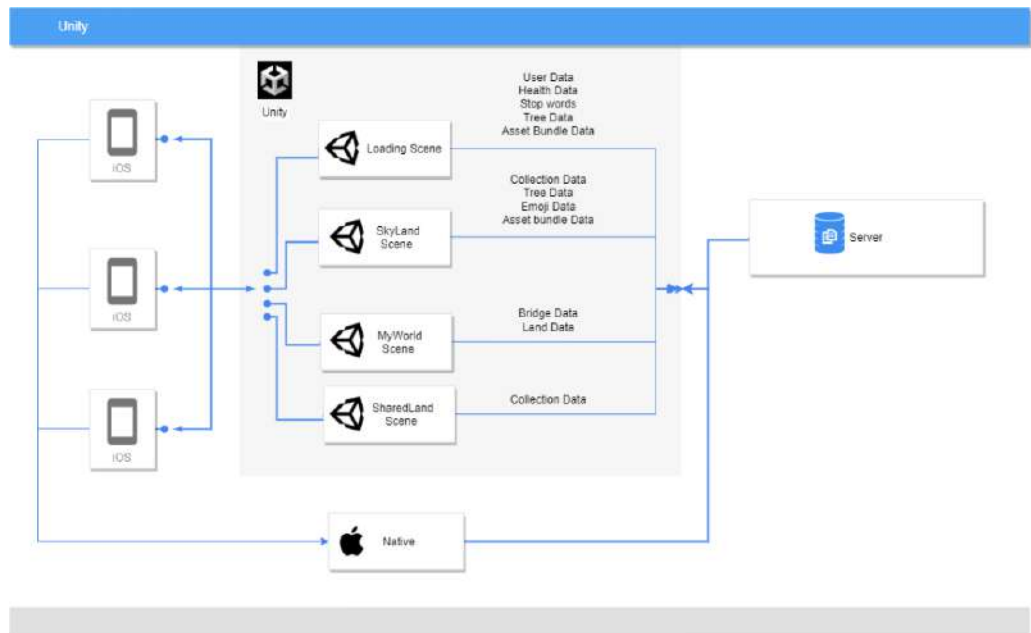 Unity
Unity
iOS
iOS
iOS
Loading Scene
User Data
Health Data
Stop words
Tree Data
Asset Bundle Data
SkyLand
Scene
Collection Data
Tree Data
Emoji Data
Asset bundle Data
MyWorld
Scene
Bridge Data
Land Data
SharedLand
Scene
Collection Data
Native
Server